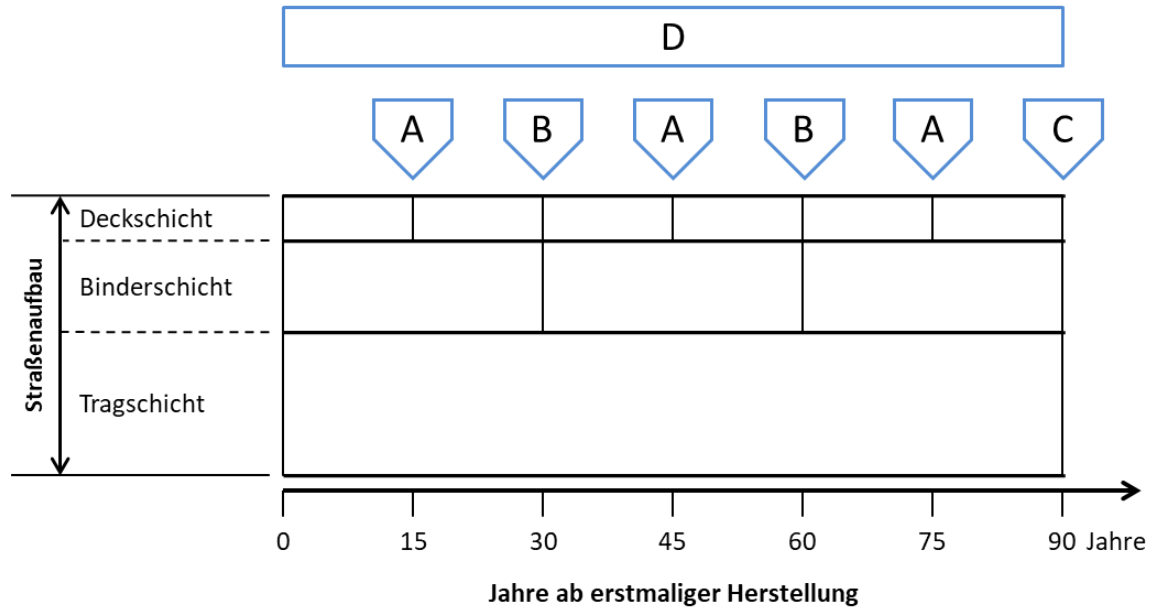 D
A B A B A C
Deckschicht
Binderschicht
Tragschicht
Straßenaufbau
0 15 30 45 60 75 90 Jahre
Jahre ab erstmaliger Herstellung